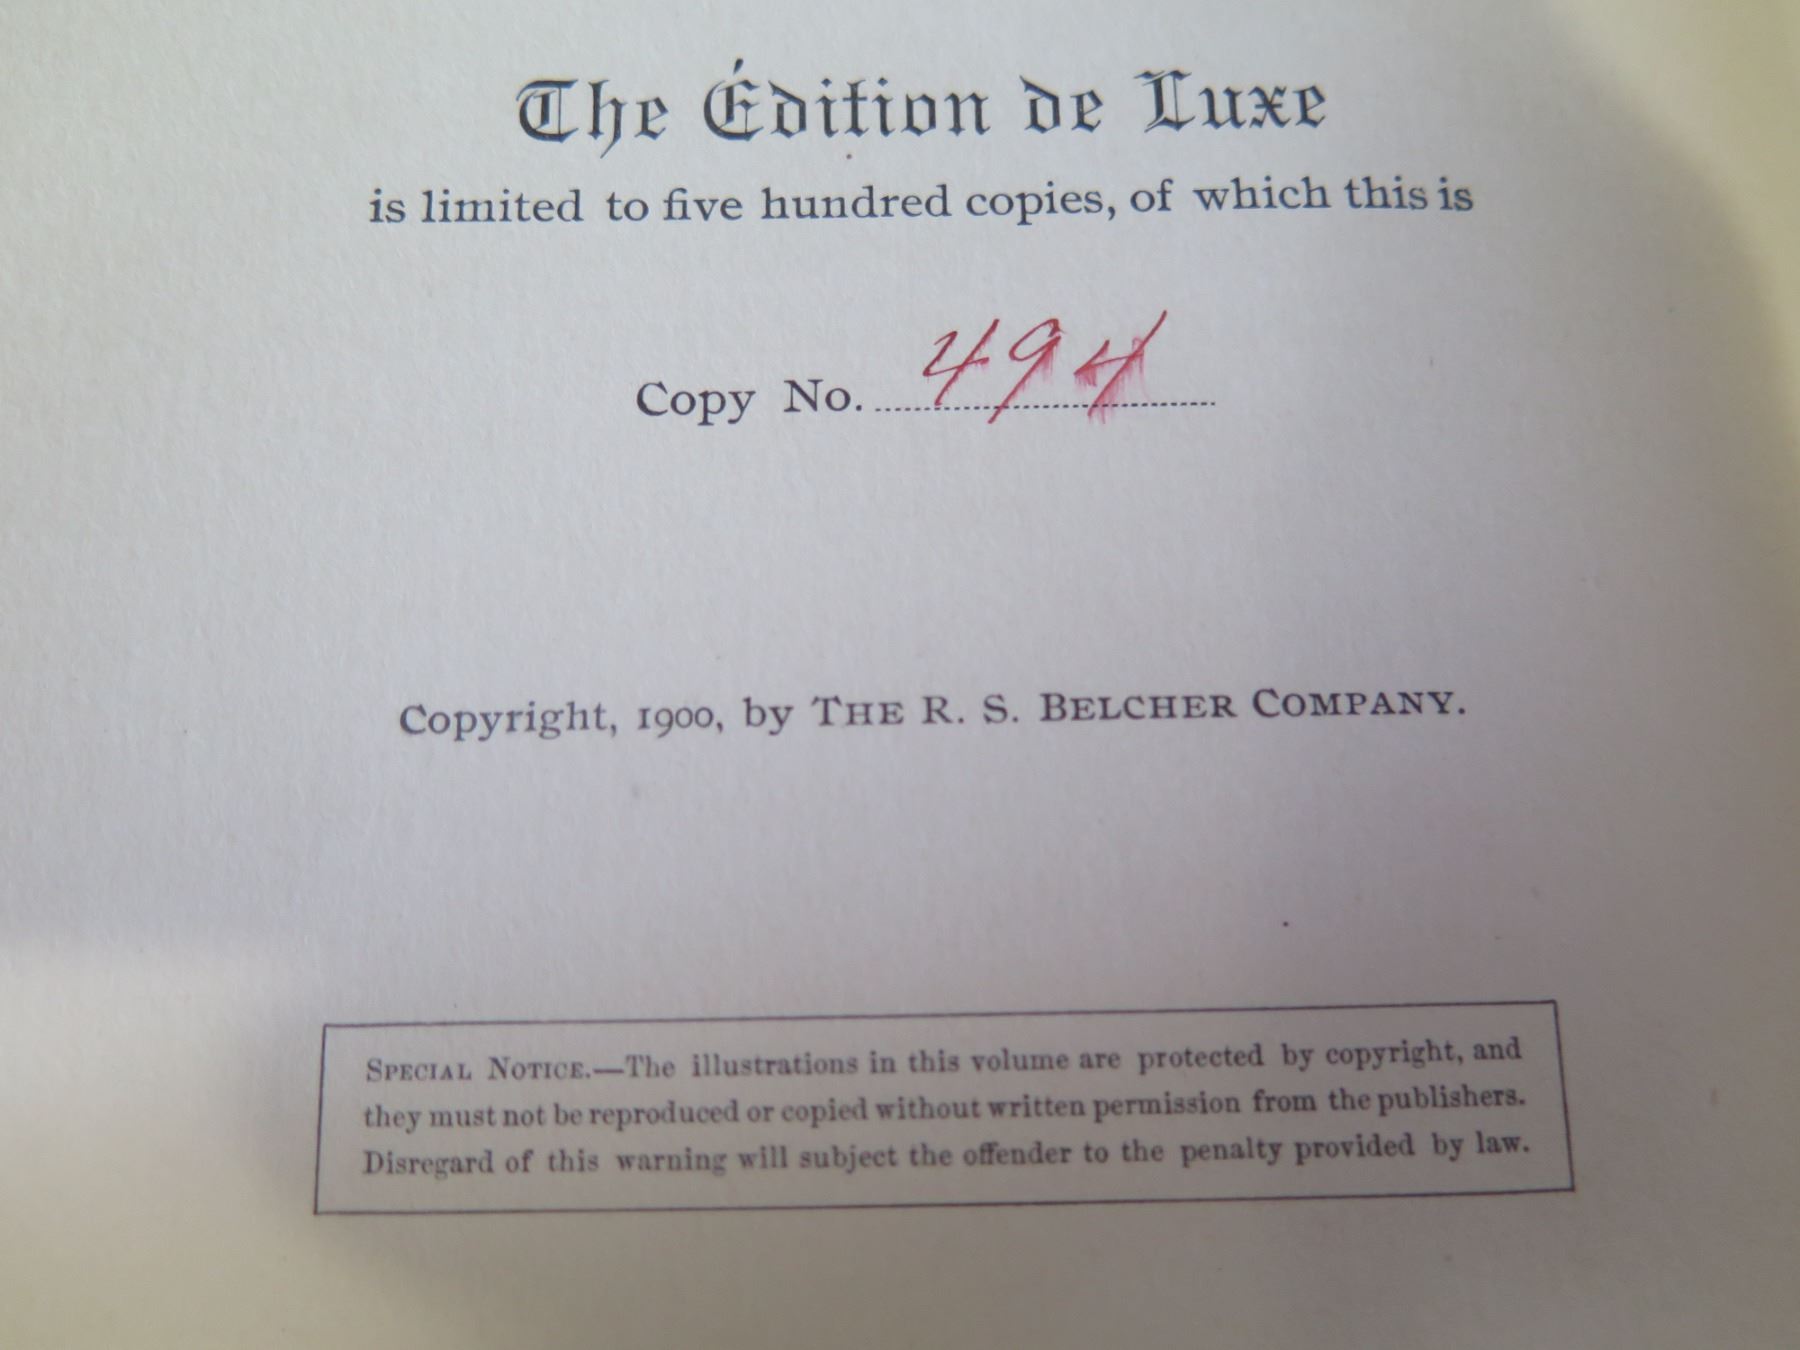 The Édition de Luxe
is limited to five hundred copies, of which this is
Copy No. 494
Copyright, 1900, by THE R. S. BELCHER COMPANY.
SPECIAL NOTICE.—The illustrations in this volume are protected by copyright, and
they must not be reproduced or copied without written permission from the publishers.
Disregard of this warning will subject the offender to the penalty provided by law.